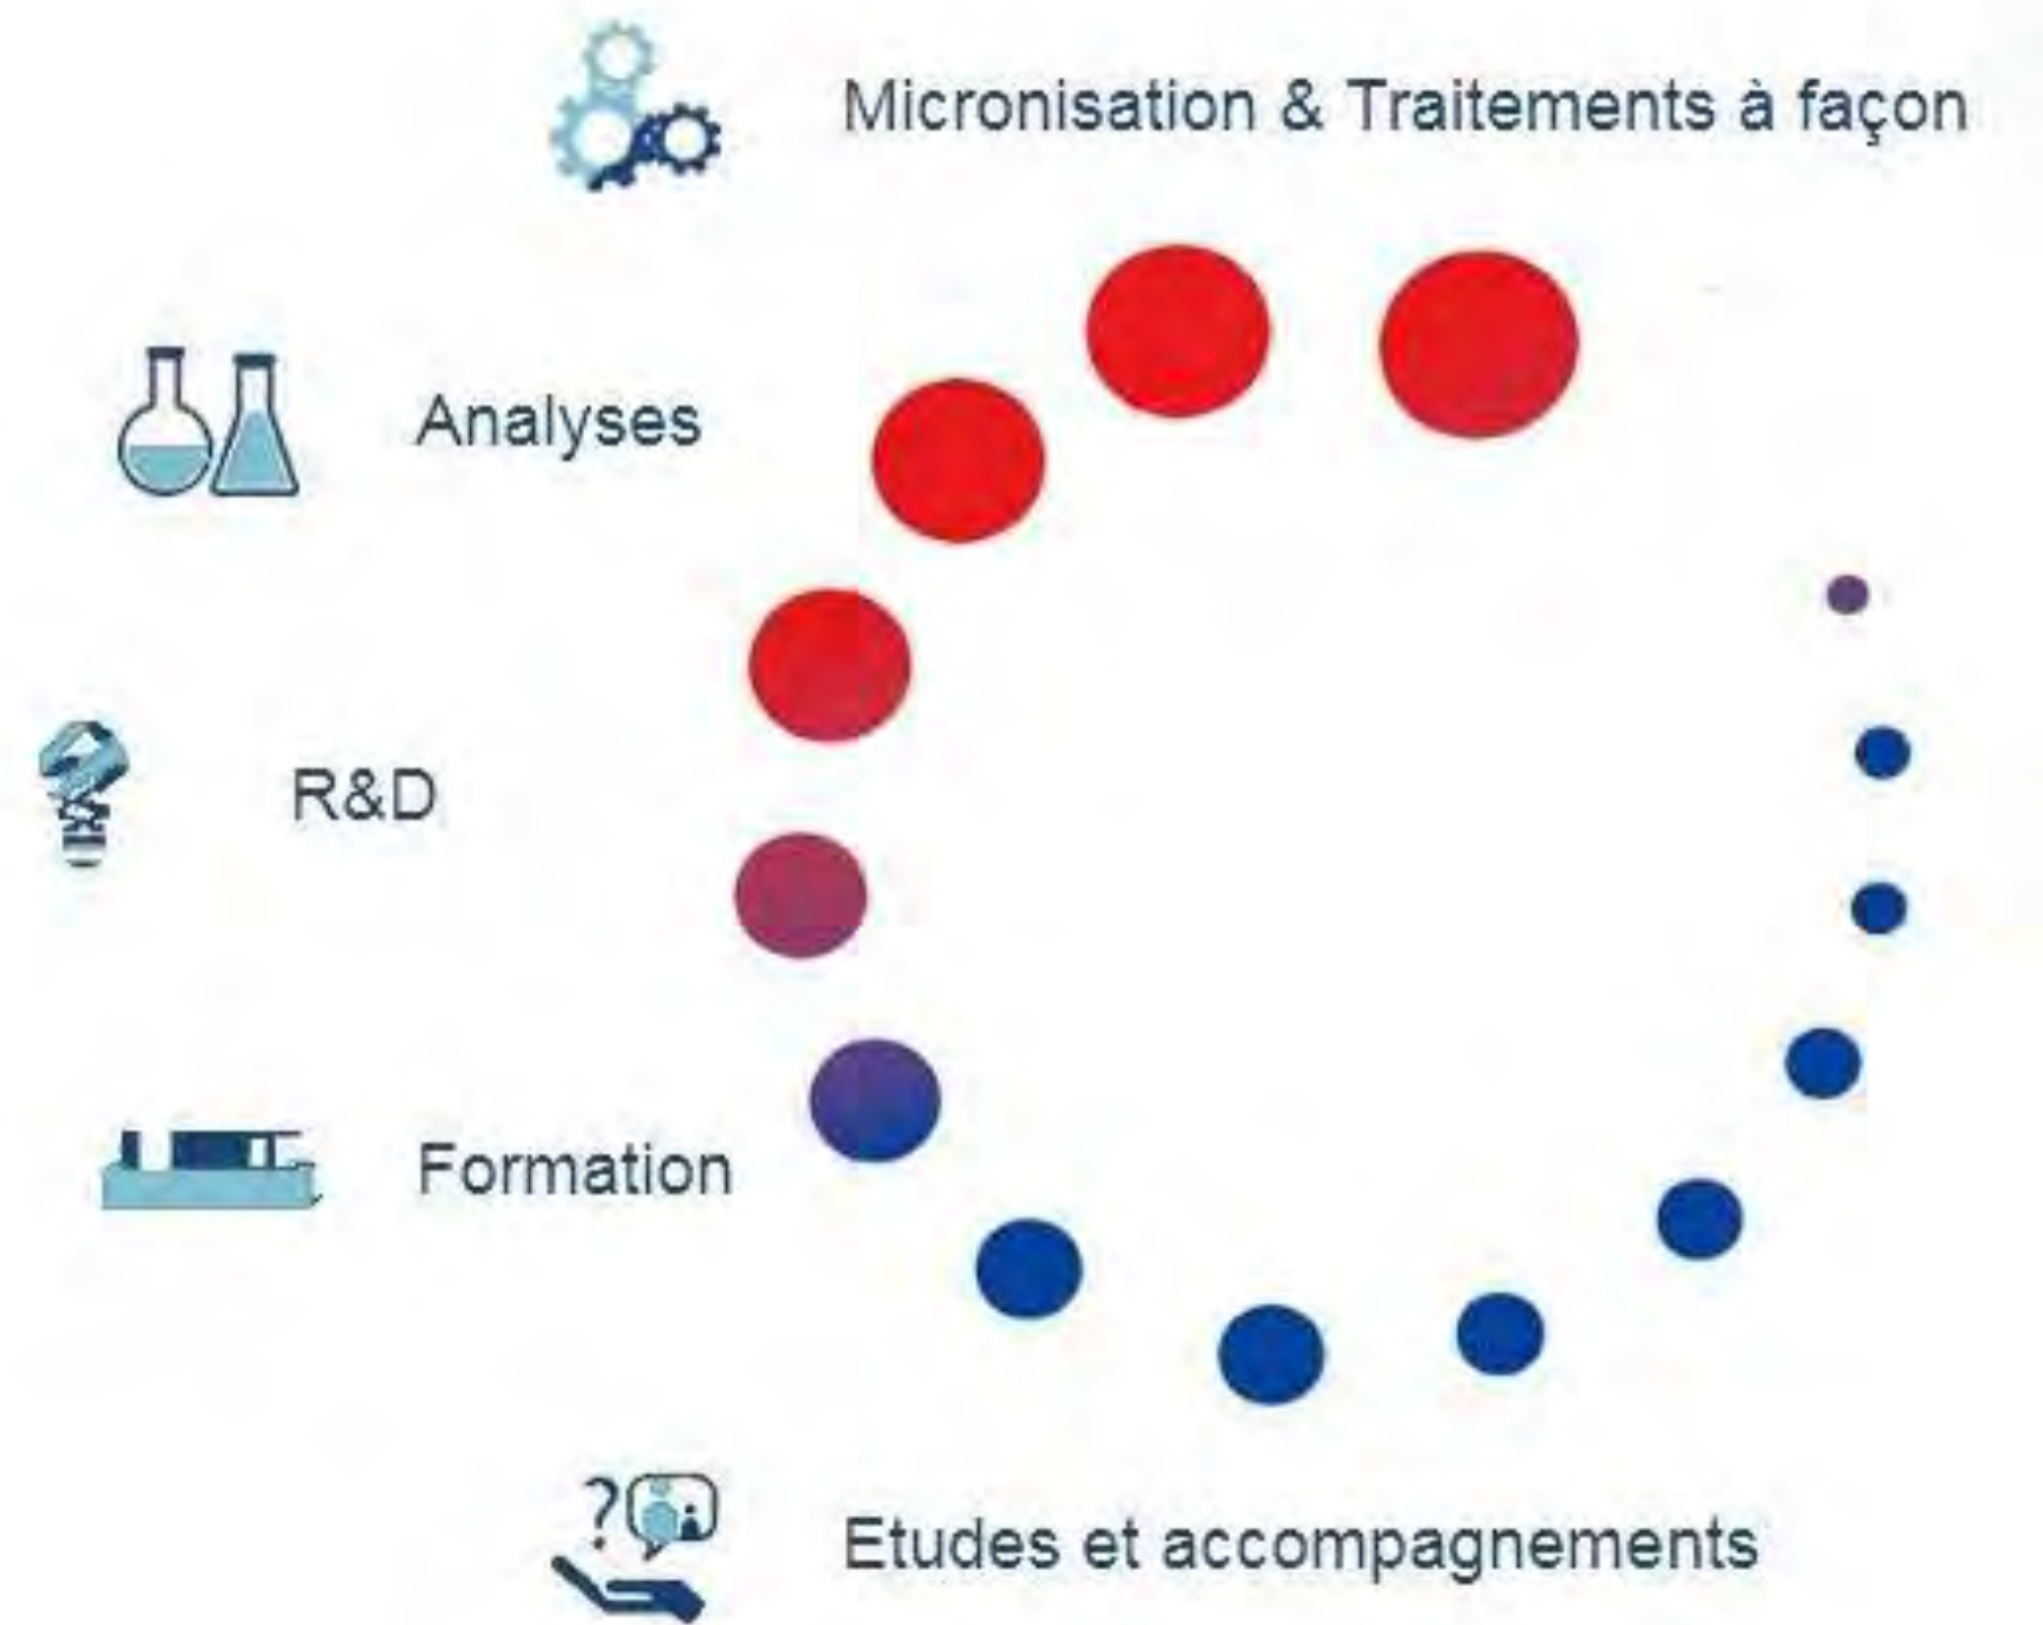 Micronisation & Traitements à façon
Analyses
R&D
Formation
?
Etudes et accompagnements